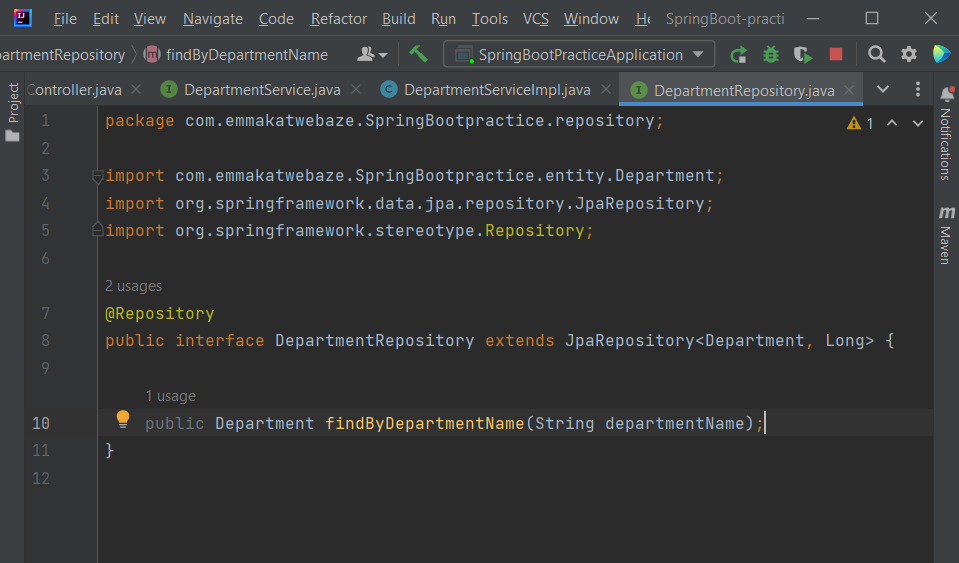 File Edit View Navigate Code Refactor Build Run Tools VCS Window He SpringBoot-practi
partmentRepository findByDepartmentName SpringBootPracticeApplication
Controller.java DepartmentService.java DepartmentServiceImpl.java DepartmentRepository.java
Project
1 package com.emmakatwebaze.SpringBootpractice.repository; 1
2
3 import com.emmakatwebaze.SpringBootpractice.entity.Department;
4 import org.springframework.data.jpa.repository.JpaRepository;
5 import org.springframework.stereotype.Repository;
6
2 usages
7 @Repository
8 public interface DepartmentRepository extends JpaRepository<Department, Long> {
9
1 usage
10 public Department findByDepartmentName(String departmentName);
11 }
12
Notifications
Maven